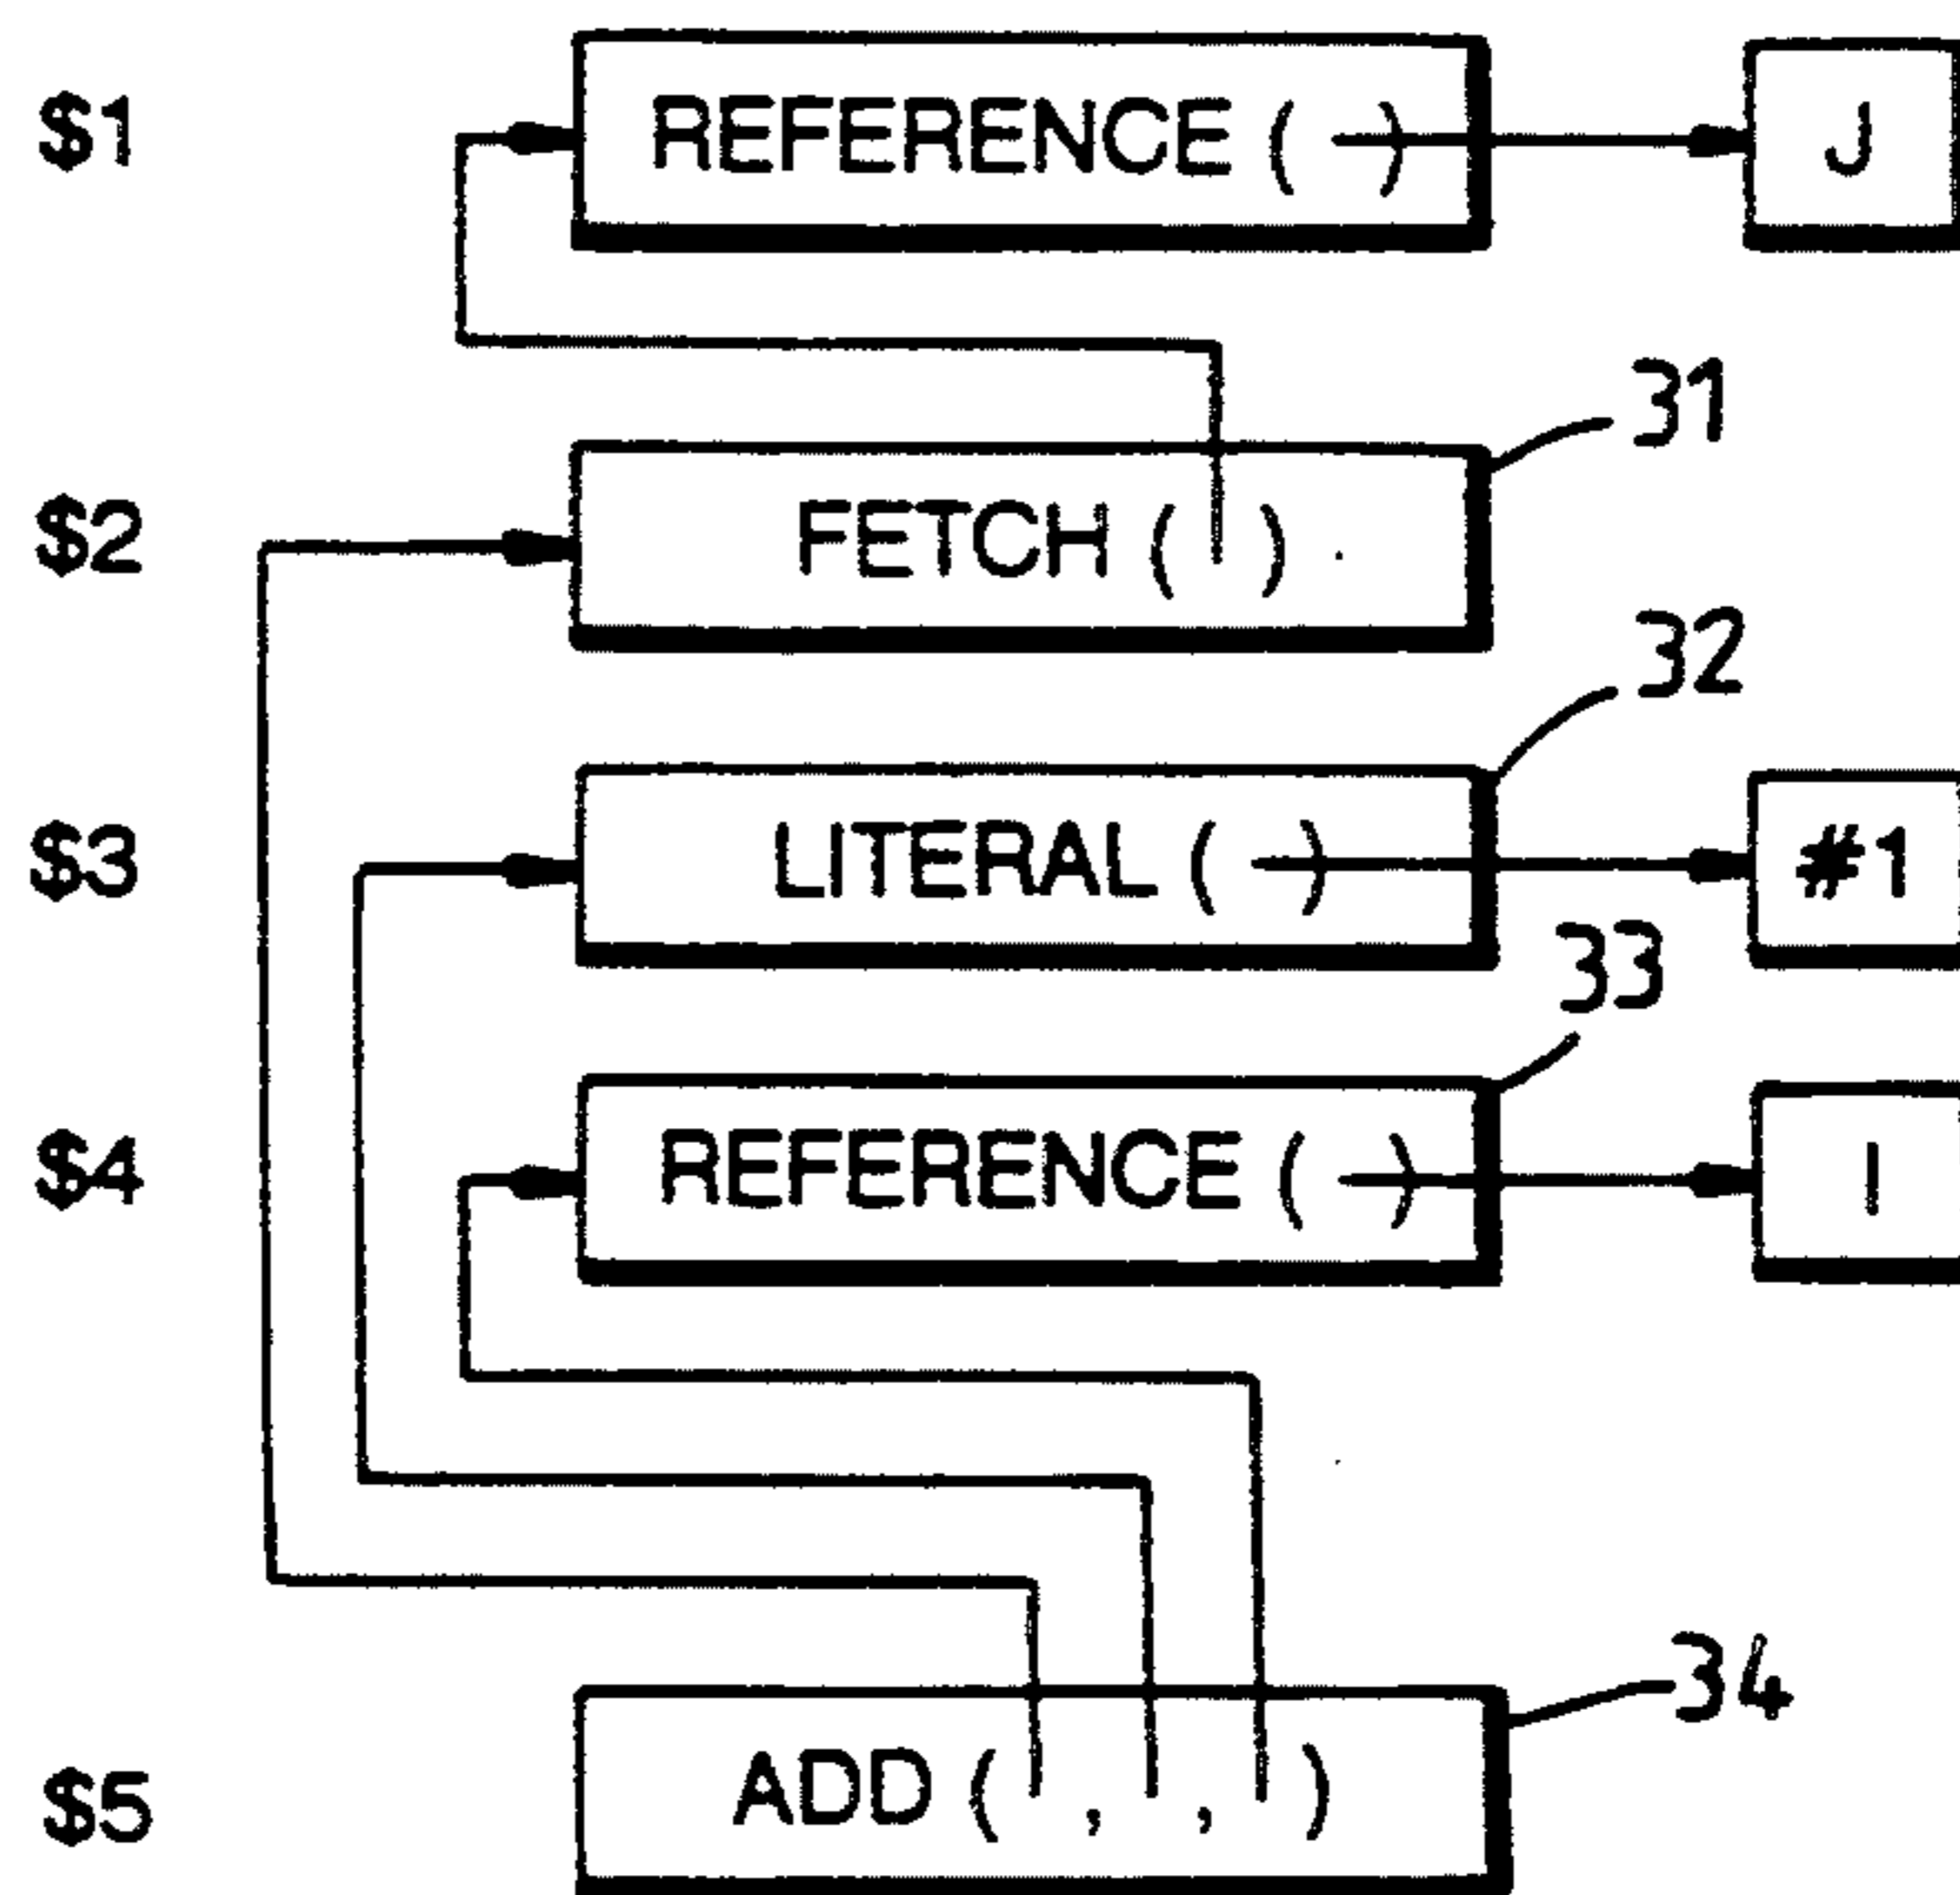 $1 REFERENCE ( ) J
31
$2 FETCH ( )
32
$3 LITERAL ( ) #1
33
$4 REFERENCE ( ) I
34
$5 ADD ( , , )